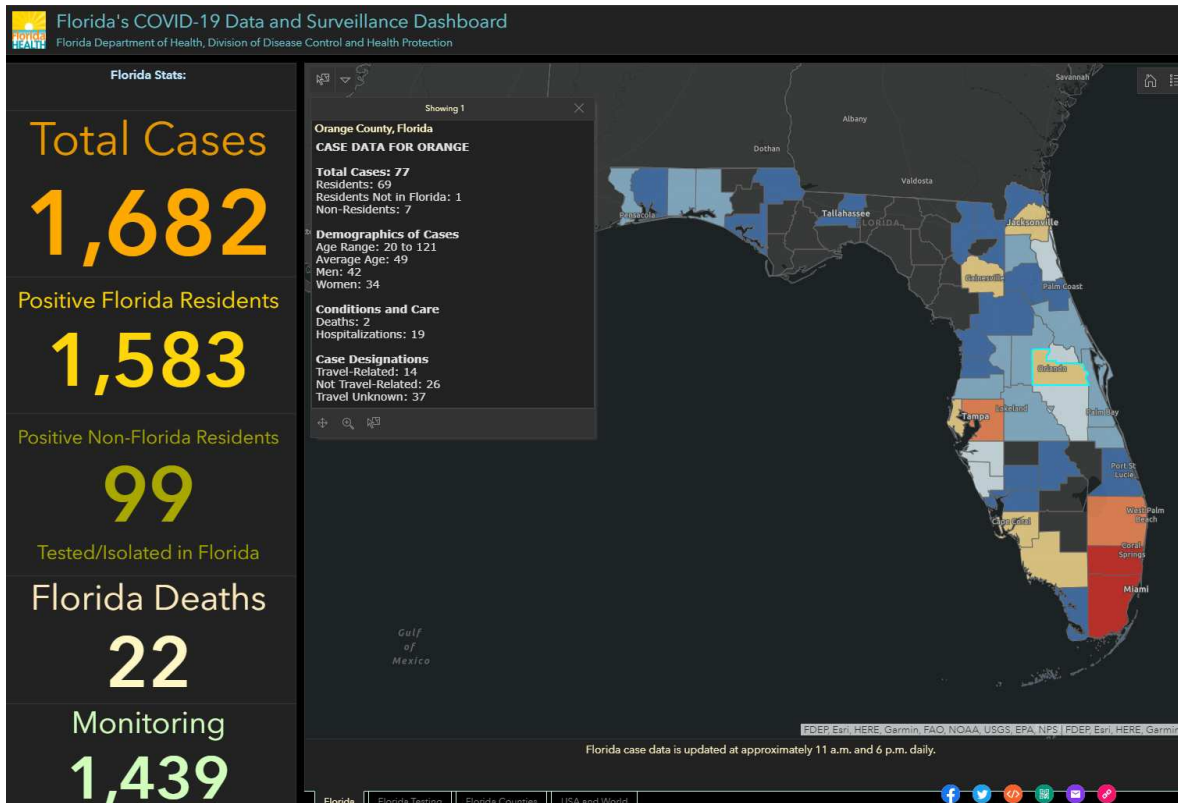 Florida HEALTH
Florida's COVID-19 Data and Surveillance Dashboard
Florida Department of Health, Division of Disease Control and Health Protection
Florida Stats:
Total Cases
1,682
Positive Florida Residents
1,583
Positive Non-Florida Residents
99
Tested/Isolated in Florida
Florida Deaths
22
Monitoring
1,439
Showing 1
Orange County, Florida
CASE DATA FOR ORANGE
Total Cases: 77
Residents: 69
Residents Not in Florida: 1
Non-Residents: 7
Demographics of Cases
Age Range: 20 to 121
Average Age: 49
Men: 42
Women: 34
Conditions and Care
Deaths: 2
Hospitalizations: 19
Case Designations
Travel-Related: 14
Not Travel-Related: 26
Travel Unknown: 37
Savannah
Albany
Dothan
Valdosta
Pensacola
Tallahassee
FLORIDA
Jacksonville
Gainesville
Palm Coast
Orlando
Tampa
Lakeland
Palm Bay
Port St
Lucie
Cape Coral
West Palm
Beach
Coral
Springs
Miami
Gulf
of
Mexico
FDEP, Esri, HERE, Garmin, FAO, NOAA, USGS, EPA, NPS | FDEP, Esri, HERE, Garmin
Florida case data is updated at approximately 11 a.m. and 6 p.m. daily.
Florida
Florida Testing
Florida Counties
USA and World